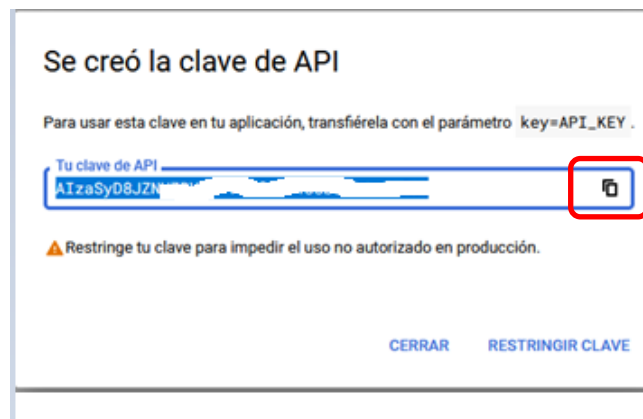 Se creó la clave de API
Para usar esta clave en tu aplicación, transfiérela con el parámetro key=API_KEY .
Tu clave de API
Restringe tu clave para impedir el uso no autorizado en producción.
CERRAR RESTRINGIR CLAVE